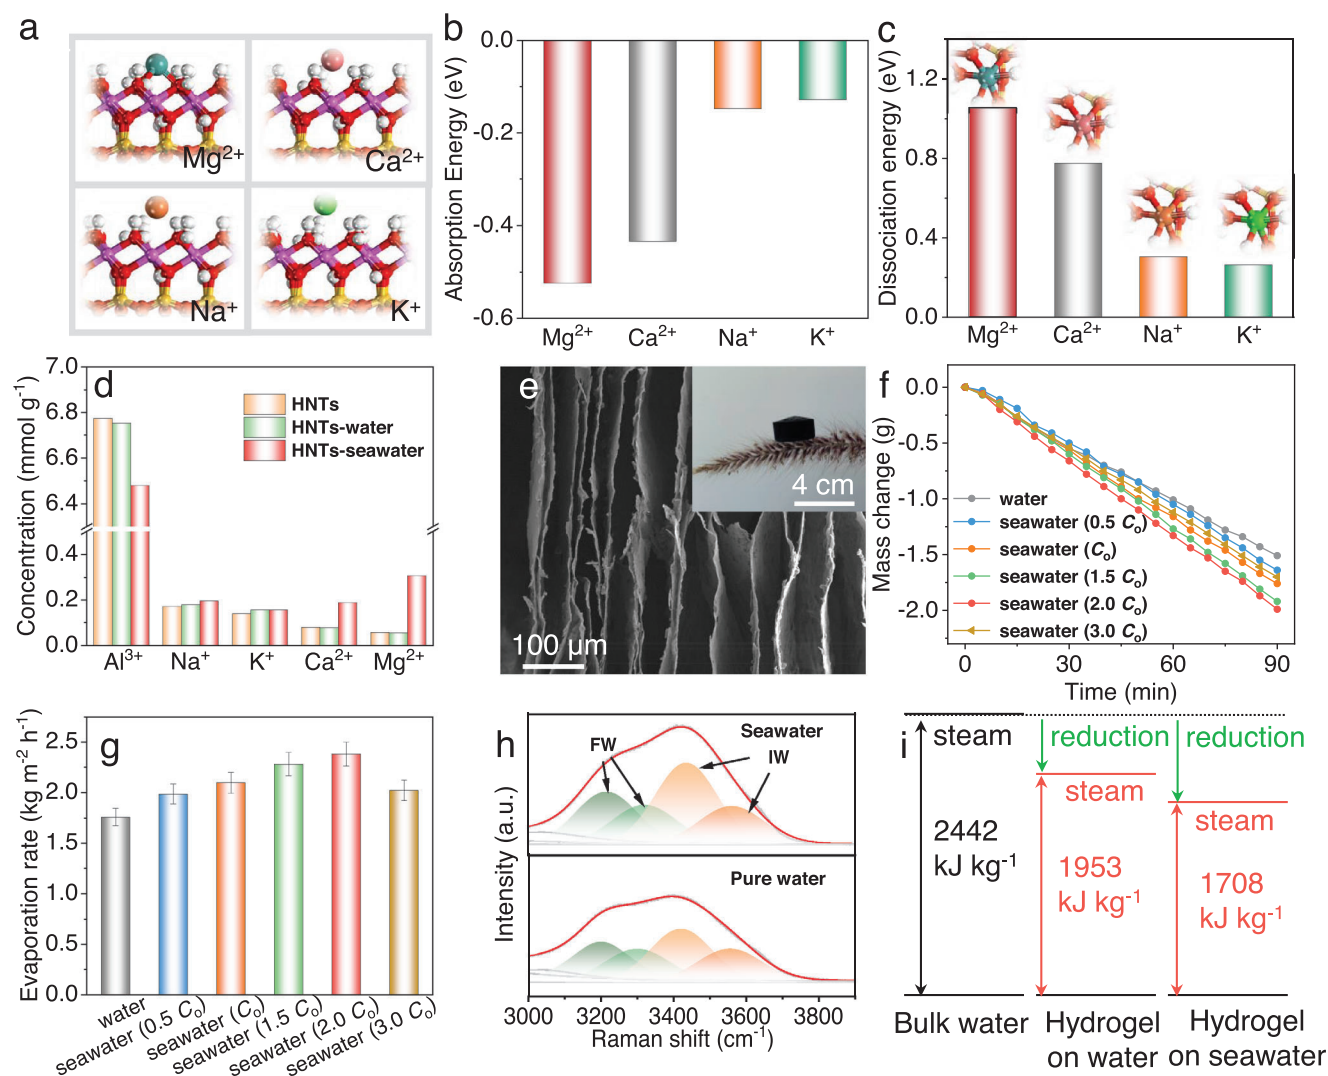 a
Mg2+
Ca2+
Na+
K+
b
Absorption Energy (eV)
0.0
-0.2
-0.4
-0.6
Mg2+
Ca2+
Na+
K+
c
Dissociation energy (eV)
1.2
0.8
0.4
0.0
Mg2+
Ca2+
Na+
K+
d
Concentration (mmol g-1)
7.0
6.8
6.6
6.4
0.4
0.2
0.0
HNTs
HNTs-water
HNTs-seawater
Al3+
Na+
K+
Ca2+
Mg2+
e
4 cm
100 μm
f
Mass change (g)
0.0
-0.5
-1.0
-1.5
-2.0
water
seawater (0.5 Co)
seawater (Co)
seawater (1.5 Co)
seawater (2.0 Co)
seawater (3.0 Co)
0
30
60
90
Time (min)
g
Evaporation rate (kg m-2 h-1)
2.5
2.0
1.5
1.0
0.5
0.0
water
seawater (0.5 Co)
seawater (Co)
seawater (1.5 Co)
seawater (2.0 Co)
seawater (3.0 Co)
h
FW
Seawater
IW
Pure water
Intensity (a.u.)
3000
3200
3400
3600
3800
Raman shift (cm-1)
i
steam
reduction
reduction
steam
steam
2442
kJ kg-1
1953
kJ kg-1
1708
kJ kg-1
Bulk water
Hydrogel
on water
Hydrogel
on seawater